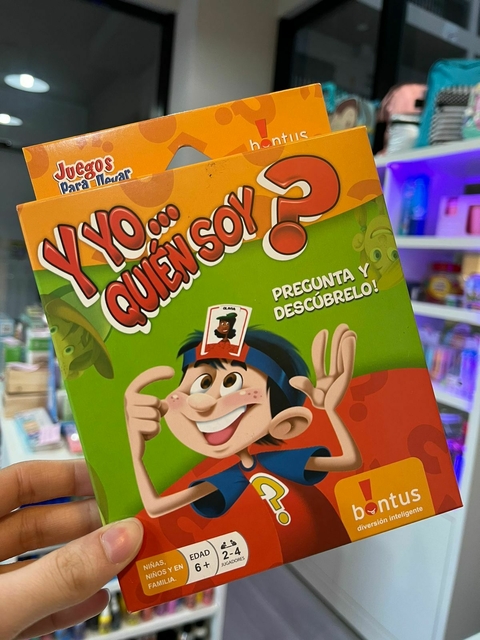 Juegos
Para llevar
bontus
Y YO...
QUIÉN SOY?
PREGUNTA Y
DESCÚBRELO!
?
bontus
diversión inteligente
NIÑAS,
NIÑOS Y EN
FAMILIA.
EDAD
6+
2-4
JUGADORES